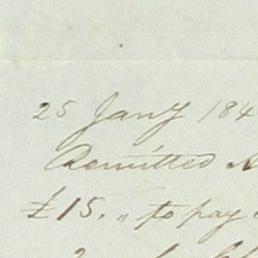 25 Jany 184
Remitted
£15. „ to pay